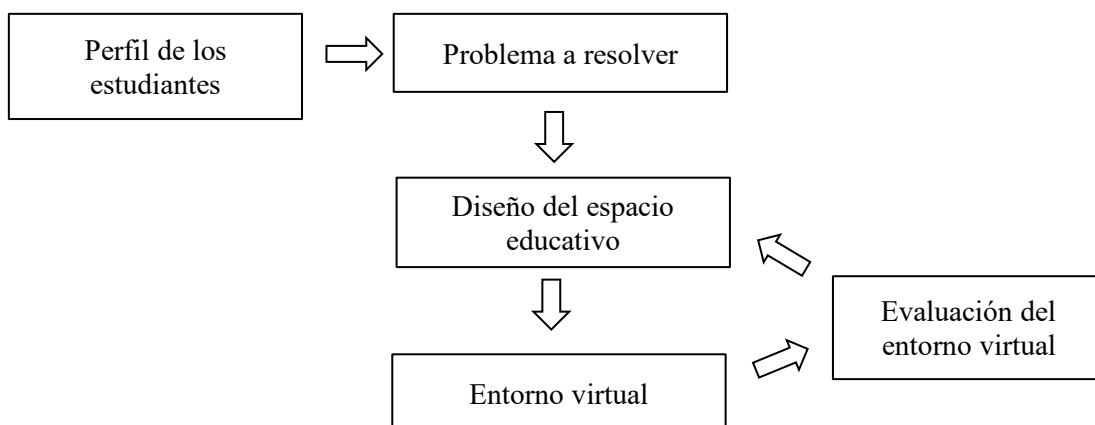 Perfil de los
estudiantes
Problema a resolver
Diseño del espacio
educativo
Evaluación del
entorno virtual
Entorno virtual